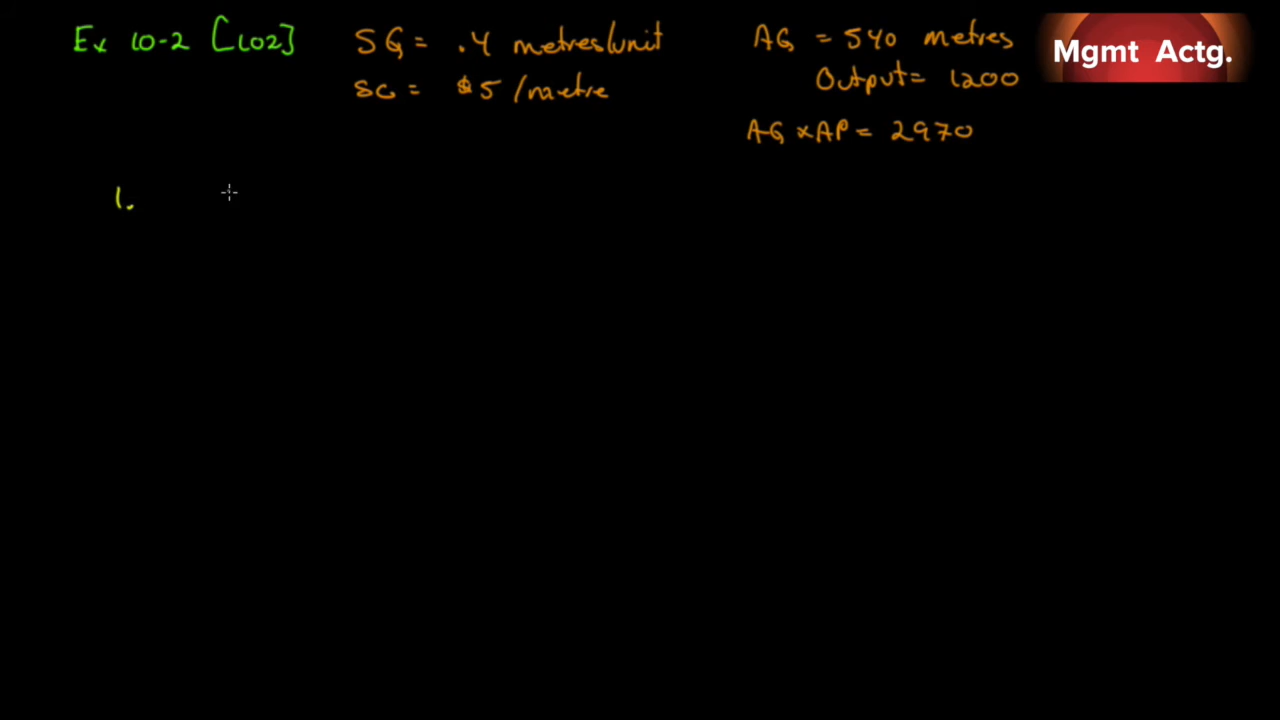 Ex 10-2 [LO2]
SQ = .4 metres/unit
SC = $5 /metre
AQ = 540 metres
Output = 1200
AQ x AP = 2970
Mgmt Actg.
1.